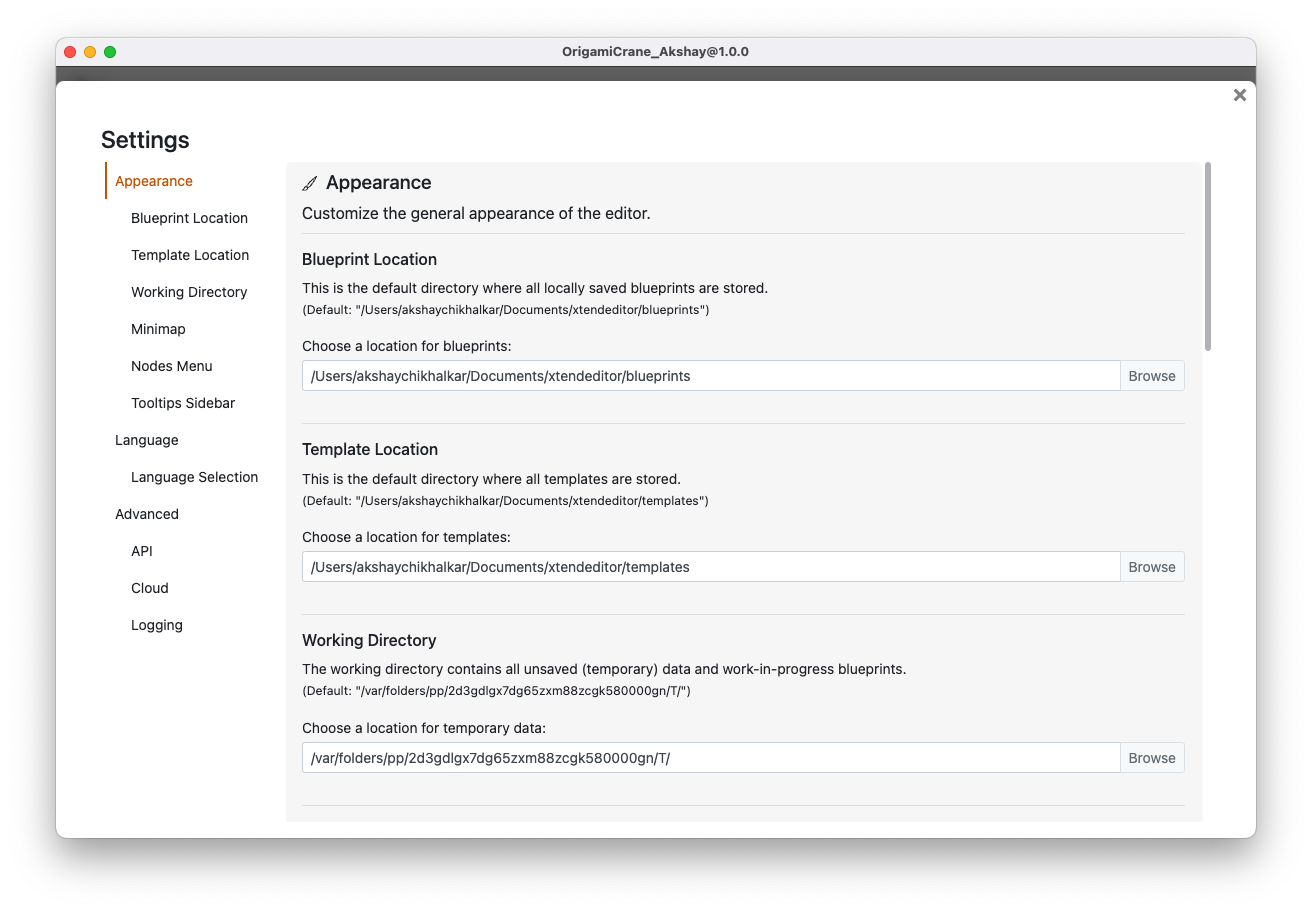 OrigamiCrane_Akshay@1.0.0
Settings
Appearance
Blueprint Location
Template Location
Working Directory
Minimap
Nodes Menu
Tooltips Sidebar
Language
Language Selection
Advanced
API
Cloud
Logging
Appearance
Customize the general appearance of the editor.
Blueprint Location
This is the default directory where all locally saved blueprints are stored.
(Default: "/Users/akshaychikhalkar/Documents/xtendeditor/blueprints")
Choose a location for blueprints:
/Users/akshaychikhalkar/Documents/xtendeditor/blueprints Browse
Template Location
This is the default directory where all templates are stored.
(Default: "/Users/akshaychikhalkar/Documents/xtendeditor/templates")
Choose a location for templates:
/Users/akshaychikhalkar/Documents/xtendeditor/templates Browse
Working Directory
The working directory contains all unsaved (temporary) data and work-in-progress blueprints.
(Default: "/var/folders/pp/2d3gdlgx7dg65zxm88zcgk580000gn/T/")
Choose a location for temporary data:
/var/folders/pp/2d3gdlgx7dg65zxm88zcgk580000gn/T/ Browse